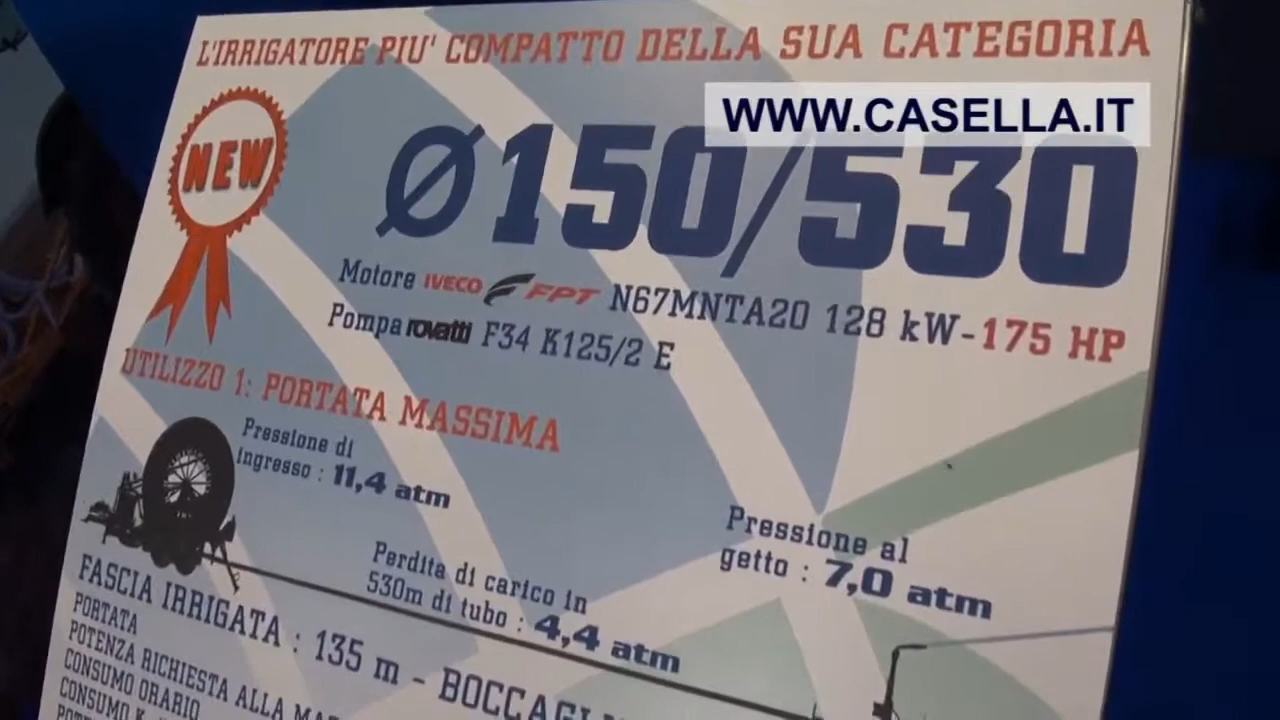 L'IRRIGATORE PIU' COMPATTO DELLA SUA CATEGORIA
WWW.CASELLA.IT
NEW
Ø150/530
Motore IVECO FPT N67MNTA20 128 kW-175 HP
Pompa rovatti F34 K125/2 E
UTILIZZO 1: PORTATA MASSIMA
Pressione di
ingresso : 11,4 atm
Pressione al
getto : 7,0 atm
Perdita di carico in
530m di tubo : 4,4 atm
FASCIA IRRIGATA : 135 m -
PORTATA
POTENZA RICHIESTA ALLA
CONSUMO ORARIO
CONSUMO